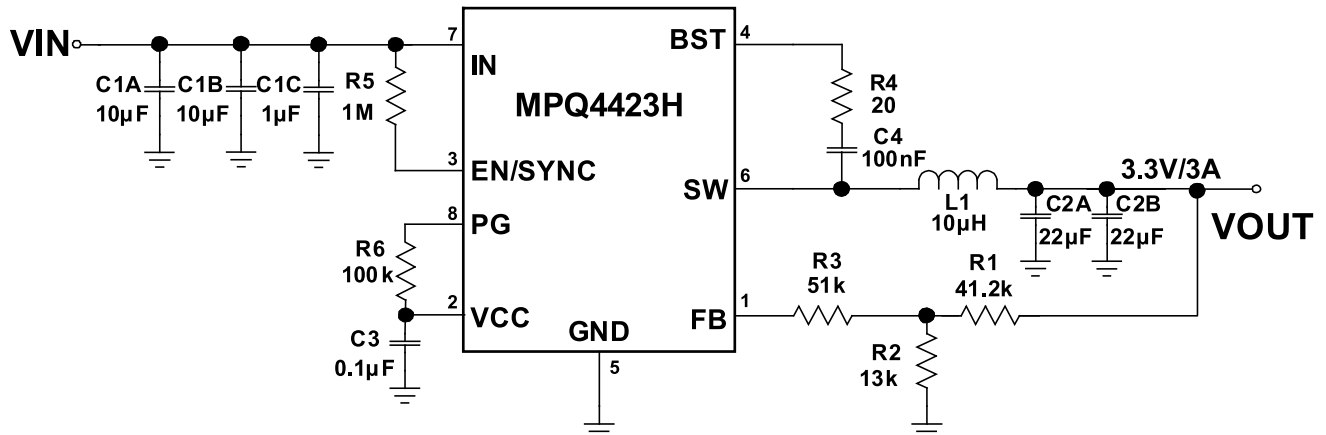 VIN
C1A
10µF
C1B
10µF
C1C
1µF
R5
1M
7
IN
3
EN/SYNC
8
PG
R6
100k
2
VCC
C3
0.1µF
MPQ4423H
GND
5
BST
4
R4
20
C4
100nF
SW
6
L1
10µH
3.3V/3A
C2A
22µF
C2B
22µF
VOUT
FB
1
R3
51k
R1
41.2k
R2
13k